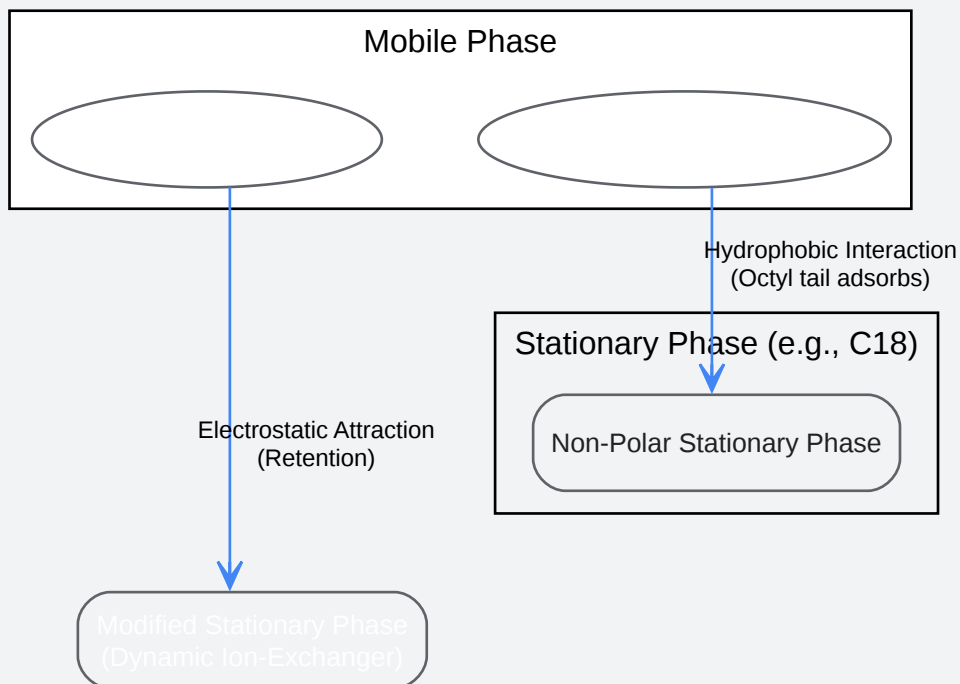 Mobile Phase
Hydrophobic Interaction
(Octyl tail adsorbs)
Stationary Phase (e.g., C18)
Non-Polar Stationary Phase
Electrostatic Attraction
(Retention)
Modified Stationary Phase
(Dynamic Ion-Exchanger)